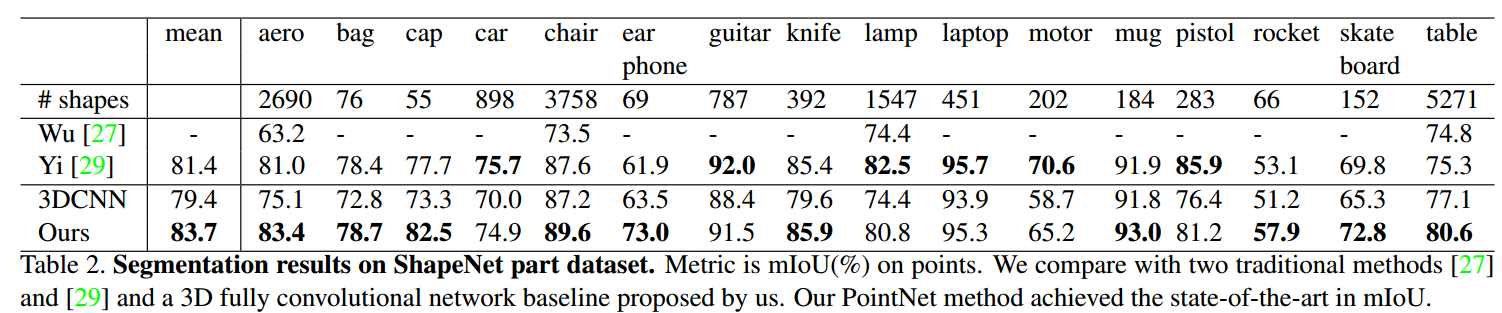 mean aero bag cap car chair ear guitar knife lamp laptop motor mug pistol rocket skate table
phone board
# shapes 2690 76 55 898 3758 69 787 392 1547 451 202 184 283 66 152 5271
Wu [27] - 63.2 - - - 73.5 - - - 74.4 - - - - - - 74.8
Yi [29] 81.4 81.0 78.4 77.7 75.7 87.6 61.9 92.0 85.4 82.5 95.7 70.6 91.9 85.9 53.1 69.8 75.3
3DCNN 79.4 75.1 72.8 73.3 70.0 87.2 63.5 88.4 79.6 74.4 93.9 58.7 91.8 76.4 51.2 65.3 77.1
Ours 83.7 83.4 78.7 82.5 74.9 89.6 73.0 91.5 85.9 80.8 95.3 65.2 93.0 81.2 57.9 72.8 80.6
Table 2. Segmentation results on ShapeNet part dataset. Metric is mIoU(%) on points. We compare with two traditional methods [27]
and [29] and a 3D fully convolutional network baseline proposed by us. Our PointNet method achieved the state-of-the-art in mIoU.